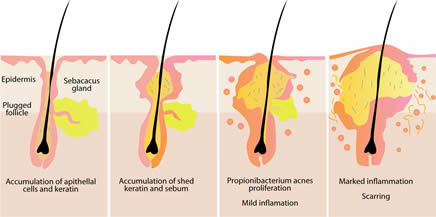 Epidermis
Sebacacus
gland
Plugged
follicle
Accumulation of apithellal
cells and keratin
Accumulation of shed
keratin and sebum
Propionibacterium acnes
proliferation
Mild inflamation
Marked inflammation
Scarring